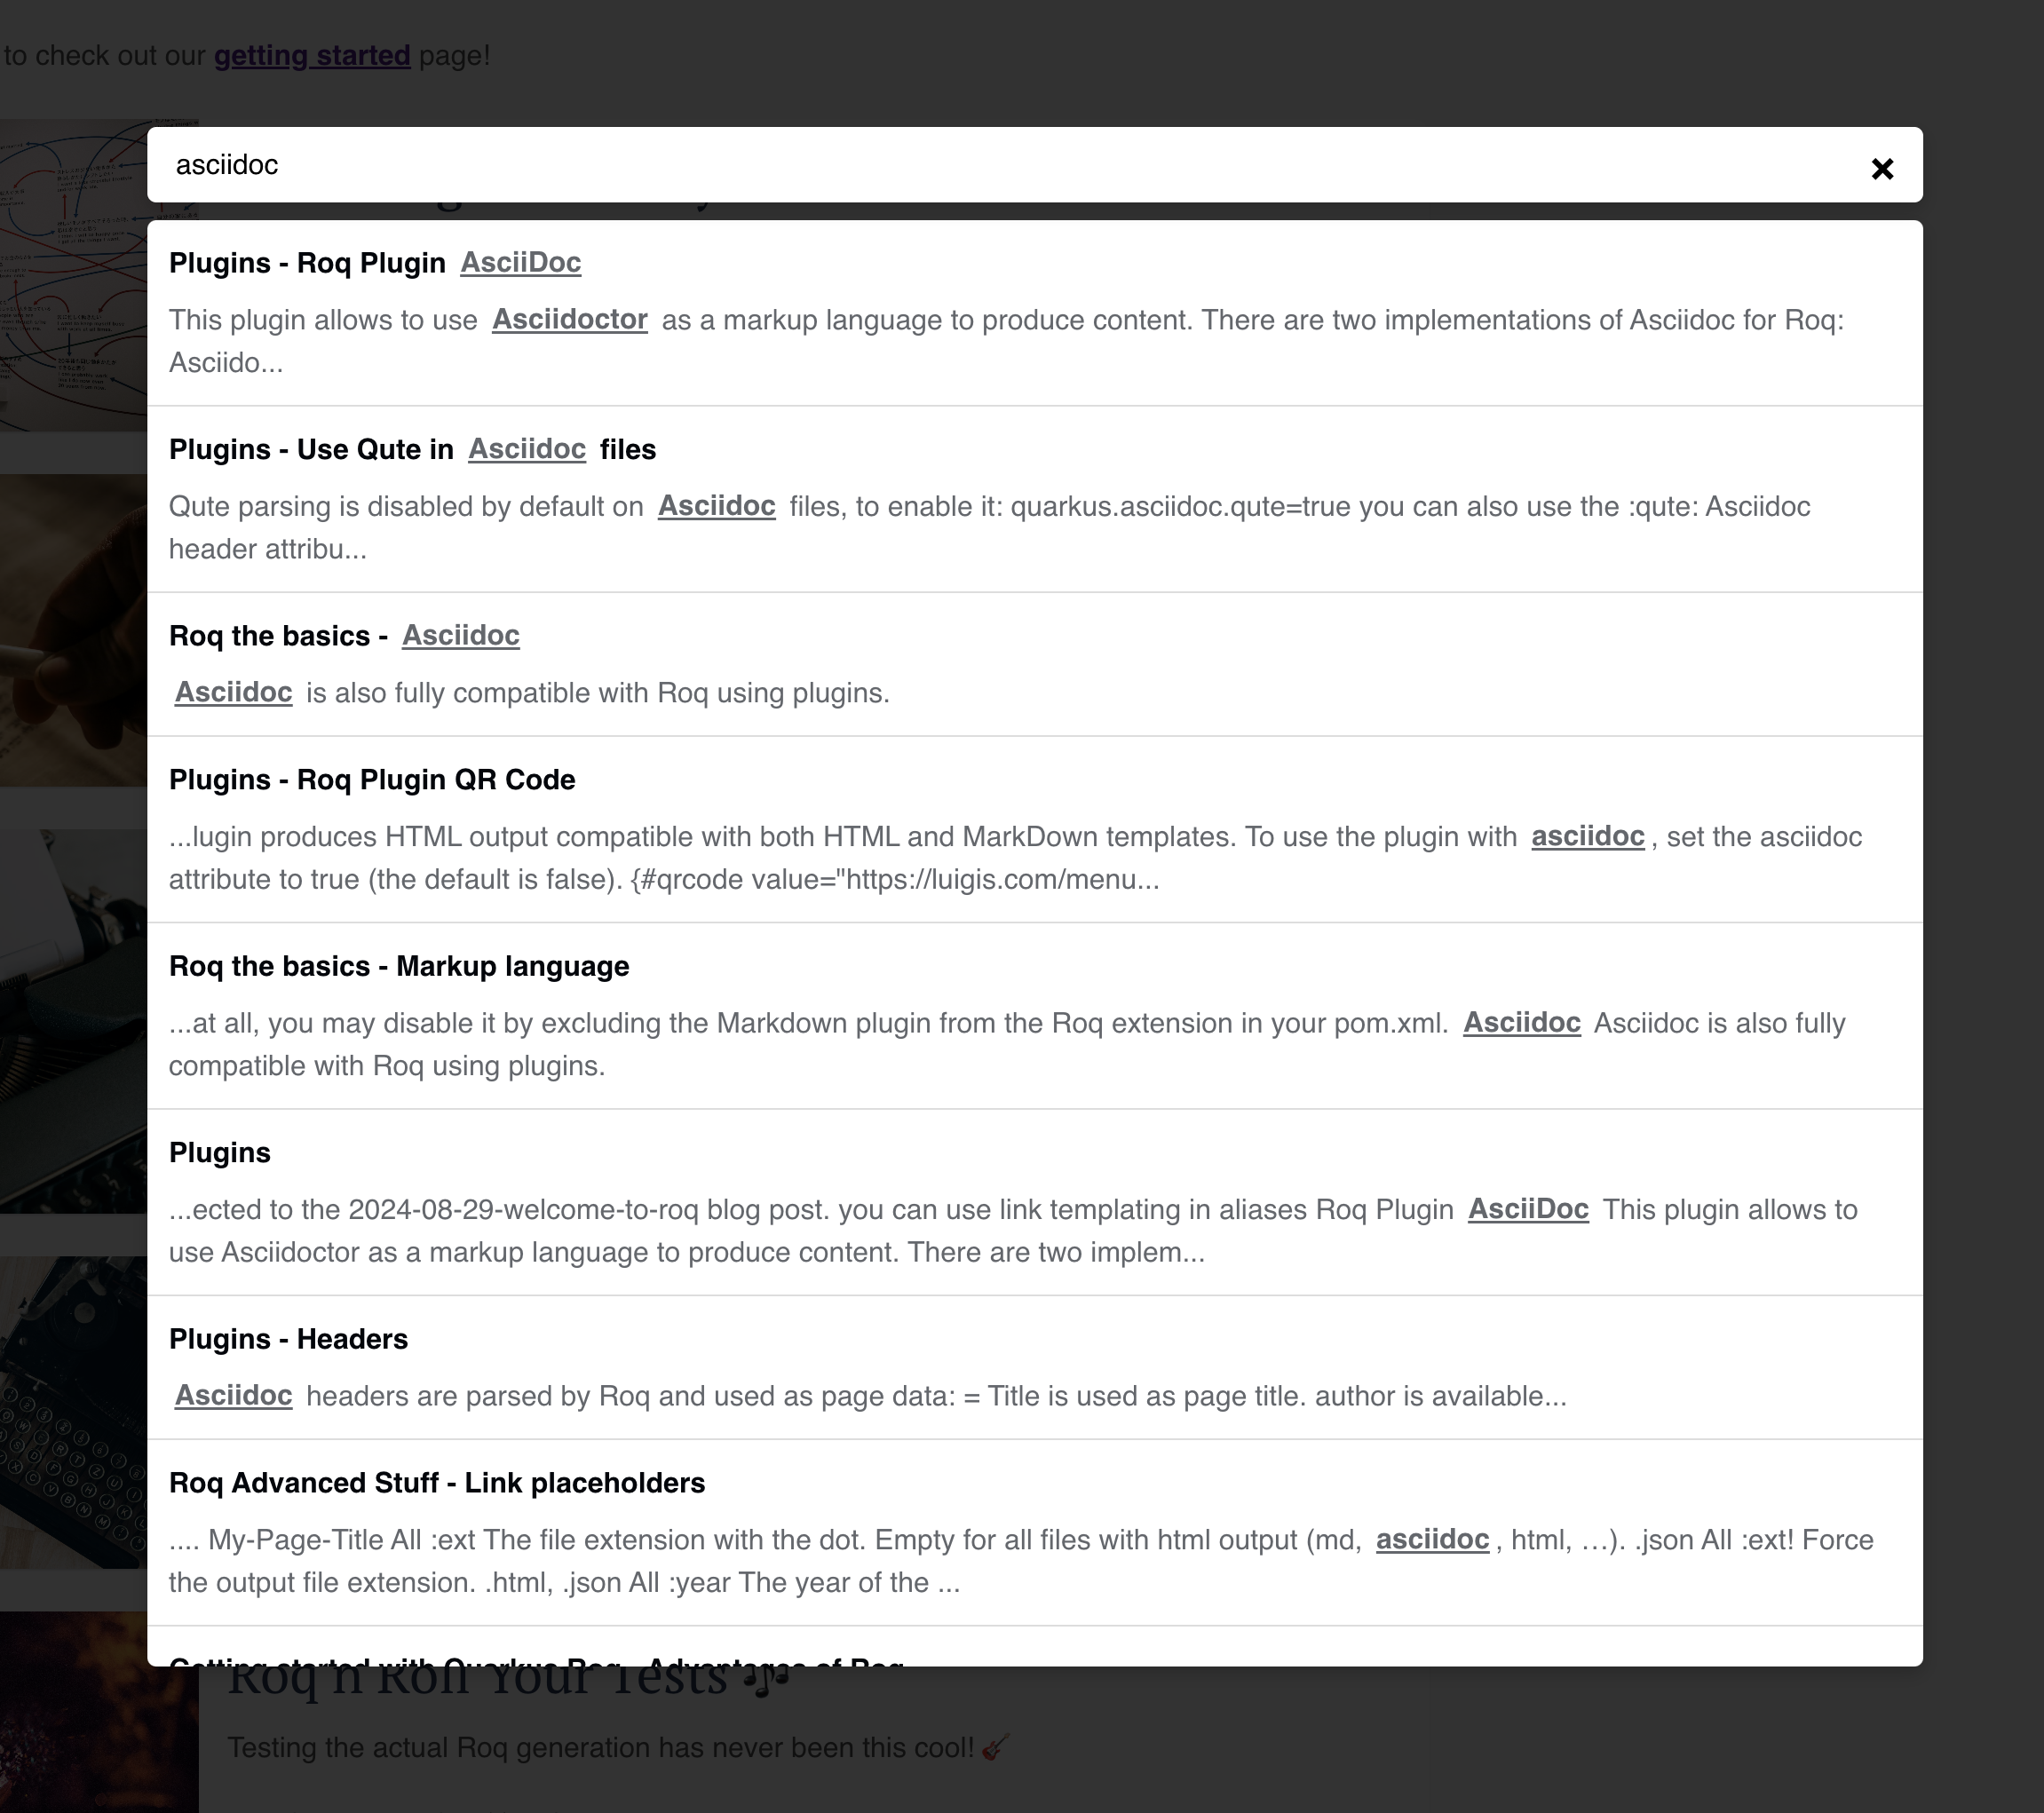 to check out our getting started page!
asciidoc
Plugins - Roq Plugin AsciiDoc
This plugin allows to use Asciidoctor as a markup language to produce content. There are two implementations of Asciidoc for Roq:
Asciido...
Plugins - Use Qute in Asciidoc files
Qute parsing is disabled by default on Asciidoc files, to enable it: quarkus.asciidoc.qute=true you can also use the :qute: Asciidoc
header attribu...
Roq the basics - Asciidoc
Asciidoc is also fully compatible with Roq using plugins.
Plugins - Roq Plugin QR Code
...lugin produces HTML output compatible with both HTML and MarkDown templates. To use the plugin with asciidoc , set the asciidoc
attribute to true (the default is false). {#qrcode value="https://luigis.com/menu...
Roq the basics - Markup language
...at all, you may disable it by excluding the Markdown plugin from the Roq extension in your pom.xml. Asciidoc Asciidoc is also fully
compatible with Roq using plugins.
Plugins
...ected to the 2024-08-29-welcome-to-roq blog post. you can use link templating in aliases Roq Plugin AsciiDoc This plugin allows to
use Asciidoctor as a markup language to produce content. There are two implem...
Plugins - Headers
Asciidoc headers are parsed by Roq and used as page data: = Title is used as page title. author is available...
Roq Advanced Stuff - Link placeholders
.... My-Page-Title All :ext The file extension with the dot. Empty for all files with html output (md, asciidoc , html, …). .json All :ext! Force
the output file extension. .html, .json All :year The year of the ...
Getting started with Quarkus Roq - Advantages of Roq
Roq'n Roll Your Tests 🎶
Testing the actual Roq generation has never been this cool! 🎸